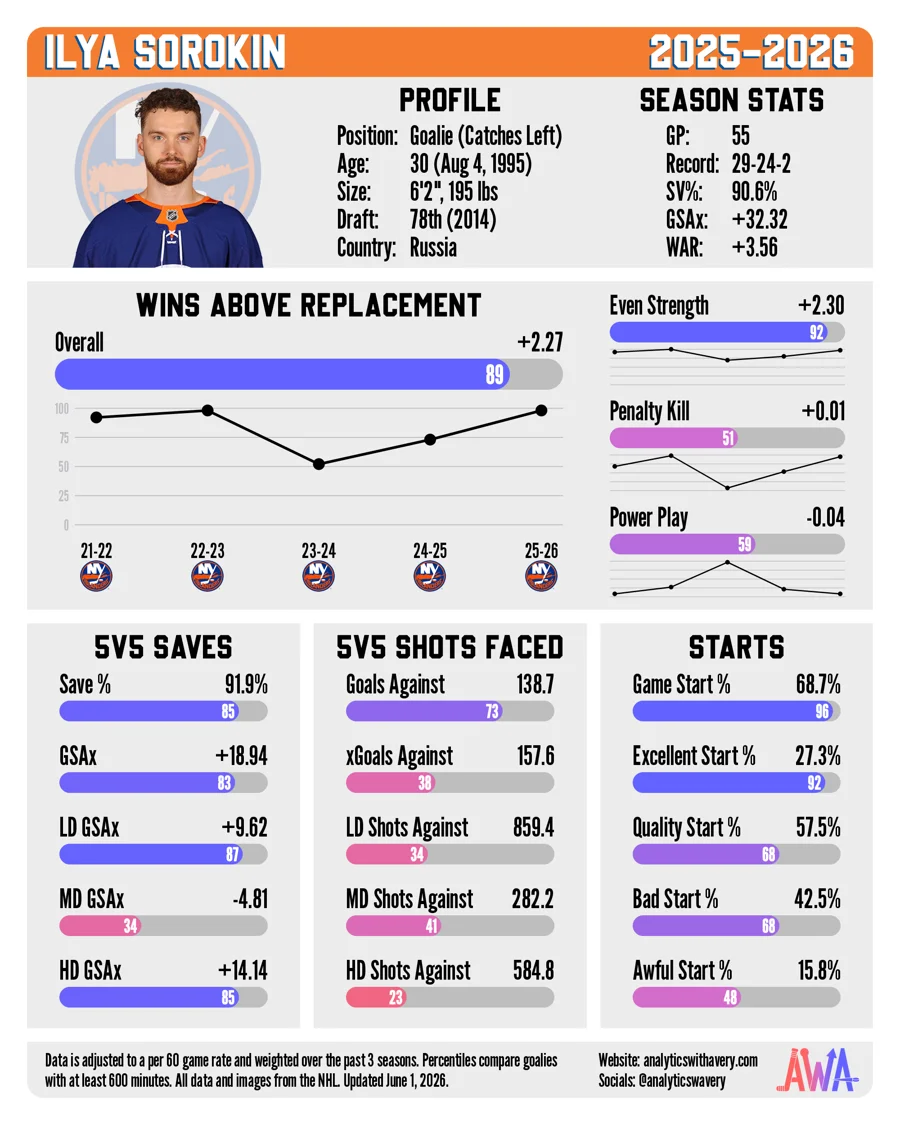 ILYA SOROKIN
2025-2026
PROFILE
Position: Goalie (Catches Left)
Age: 30 (Aug 4, 1995)
Size: 6'2", 195 lbs
Draft: 78th (2014)
Country: Russia
SEASON STATS
GP: 55
Record: 29-24-2
SV%: 90.6%
GSAx: +32.32
WAR: +3.56
WINS ABOVE REPLACEMENT
Overall +2.27
89
100
75
50
25
0
21-22 22-23 23-24 24-25 25-26
Even Strength +2.30
92
Penalty Kill +0.01
51
Power Play -0.04
59
5V5 SAVES
Save % 91.9%
85
GSAx +18.94
83
LD GSAx +9.62
87
MD GSAx -4.81
34
HD GSAx +14.14
85
5V5 SHOTS FACED
Goals Against 138.7
73
xGoals Against 157.6
38
LD Shots Against 859.4
34
MD Shots Against 282.2
41
HD Shots Against 584.8
23
STARTS
Game Start % 68.7%
96
Excellent Start % 27.3%
92
Quality Start % 57.5%
68
Bad Start % 42.5%
68
Awful Start % 15.8%
48
Data is adjusted to a per 60 game rate and weighted over the past 3 seasons. Percentiles compare goalies
with at least 600 minutes. All data and images from the NHL. Updated June 1, 2026.
Website: analyticswithavery.com
Socials: @analyticswavery
AWA